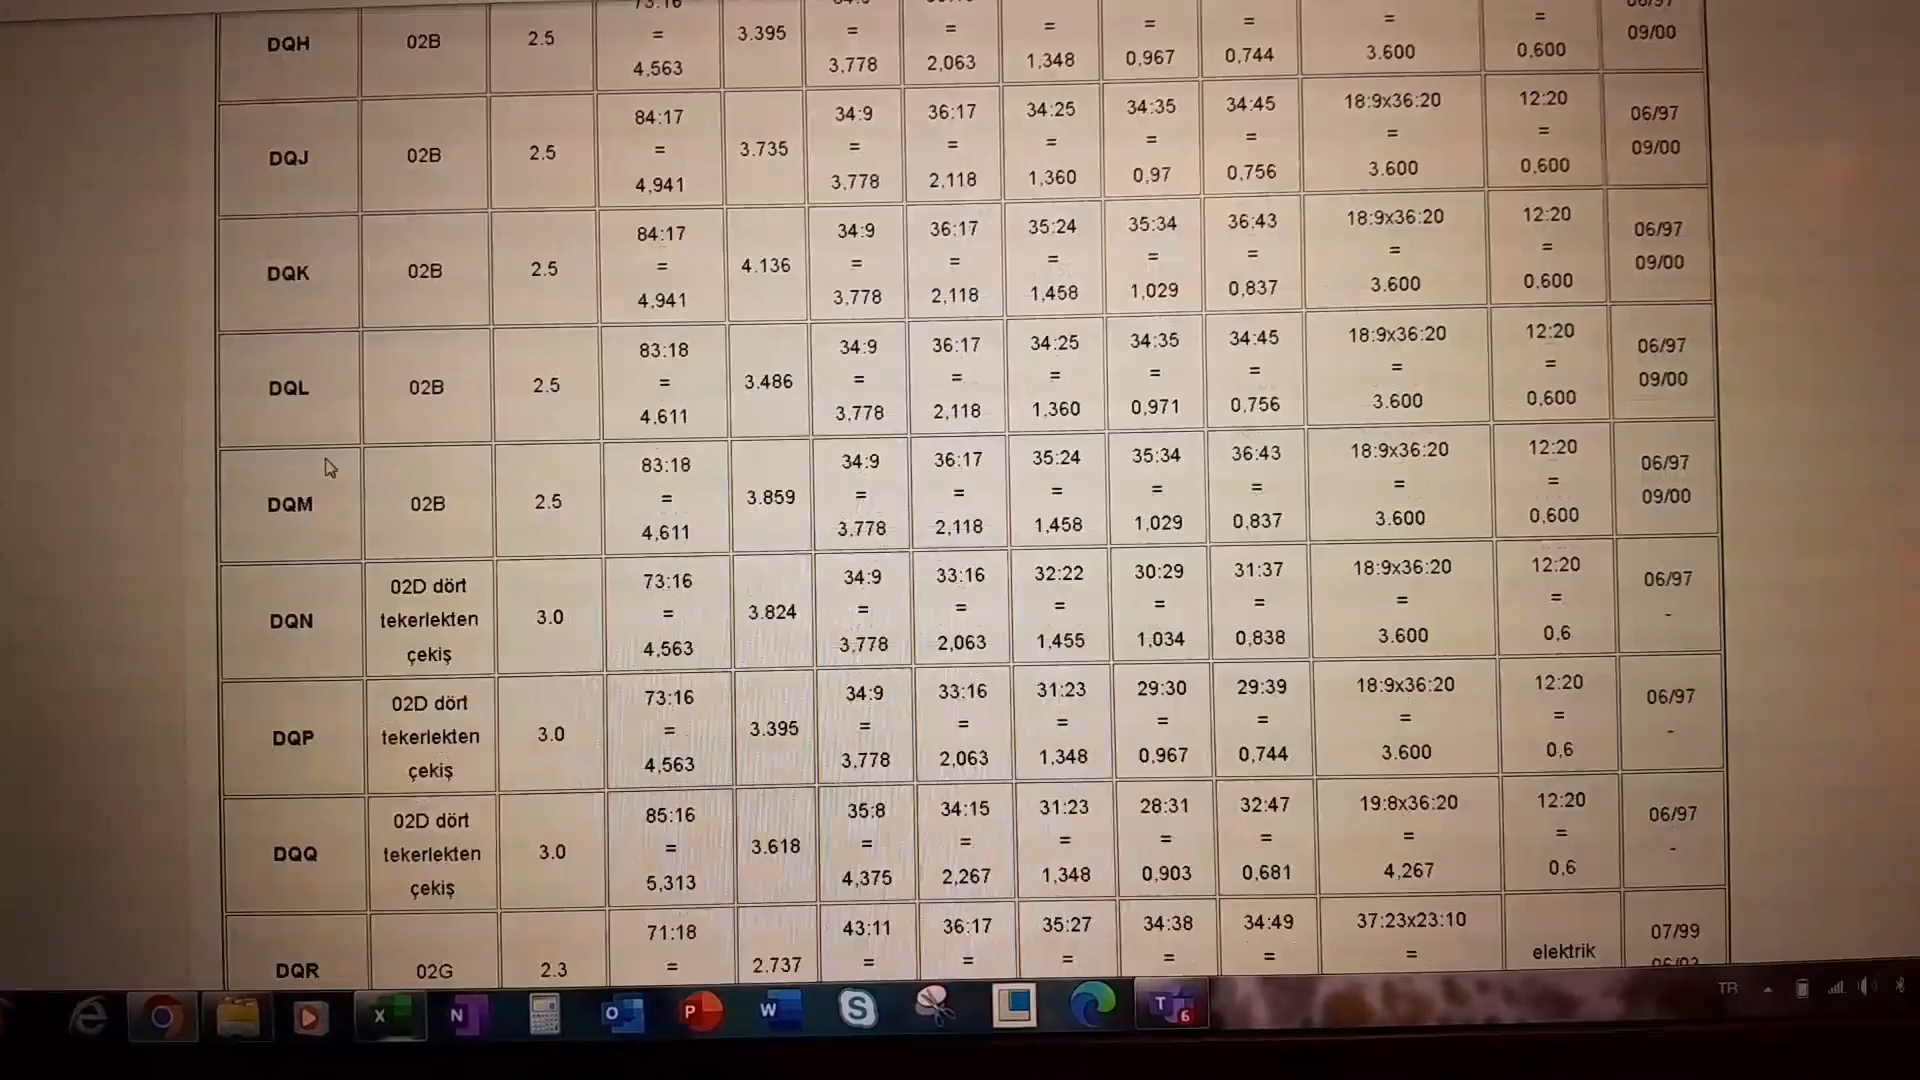 73:16 06/97
DQH 02B 2.5 = 3.395 = = = = = = = 09/00
4,563 3,778 2,063 1,348 0,967 0,744 3.600 0,600
84:17 34:9 36:17 34:25 34:35 34:45 18:9x36:20 12:20 06/97
DQJ 02B 2.5 = 3.735 = = = = = = = 09/00
4,941 3,778 2,118 1,360 0,97 0,756 3.600 0,600
84:17 34:9 36:17 35:24 35:34 36:43 18:9x36:20 12:20 06/97
DQK 02B 2.5 = 4.136 = = = = = = = 09/00
4,941 3,778 2,118 1,458 1,029 0,837 3.600 0,600
83:18 34:9 36:17 34:25 34:35 34:45 18:9x36:20 12:20 06/97
DQL 02B 2.5 = 3.486 = = = = = = = 09/00
4,611 3,778 2,118 1,360 0,971 0,756 3.600 0,600
83:18 34:9 36:17 35:24 35:34 36:43 18:9x36:20 12:20 06/97
DQM 02B 2.5 = 3.859 = = = = = = = 09/00
4,611 3,778 2,118 1,458 1,029 0,837 3.600 0,600
02D dört 73:16 34:9 33:16 32:22 30:29 31:37 18:9x36:20 12:20 06/97
DQN tekerlekten 3.0 = 3.824 = = = = = = = -
çekiş 4,563 3,778 2,063 1,455 1,034 0,838 3.600 0,6
02D dört 73:16 34:9 33:16 31:23 29:30 29:39 18:9x36:20 12:20 06/97
DQP tekerlekten 3.0 = 3.395 = = = = = = = -
çekiş 4,563 3,778 2,063 1,348 0,967 0,744 3.600 0,6
02D dört 85:16 35:8 34:15 31:23 28:31 32:47 19:8x36:20 12:20 06/97
DQQ tekerlekten 3.0 = 3.618 = = = = = = = -
çekiş 5,313 4,375 2,267 1,348 0,903 0,681 4,267 0,6
71:18 43:11 36:17 35:27 34:38 34:49 37:23x23:10 07/99
DQR 02G 2.3 = 2.737 = = = = = = elektrik
TR